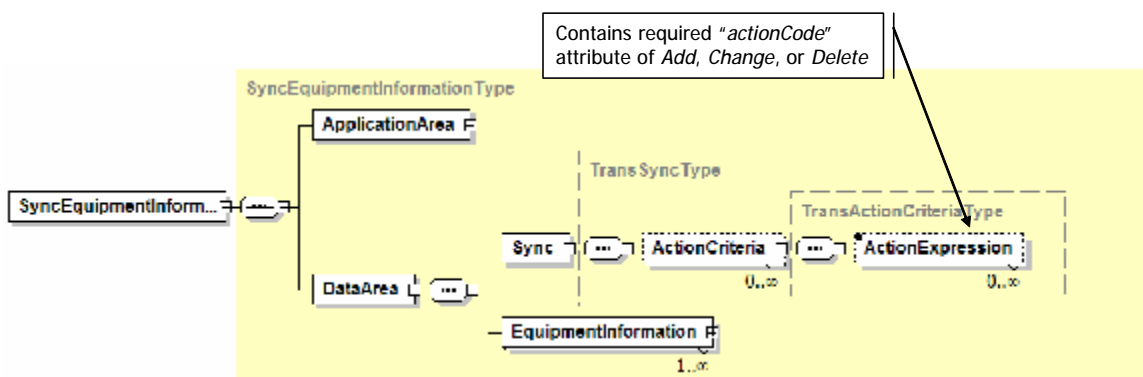 Contains required “actionCode”
attribute of Add, Change, or Delete
SyncEquipmentInformationType
ApplicationArea
TransSyncType
SyncEquipmentInform...
TransActionCriteriaType
Sync
ActionCriteria
ActionExpression
0..∞
0..∞
DataArea
EquipmentInformation
1..∞